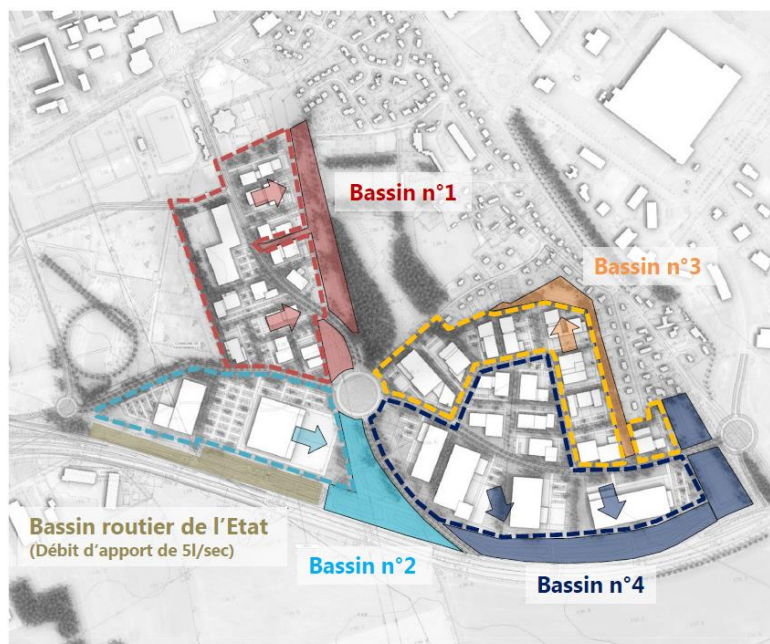 Bassin n°1
Bassin n°3
Bassin routier de l'Etat
(Débit d'apport de 5l/sec)
Bassin n°2
Bassin n°4